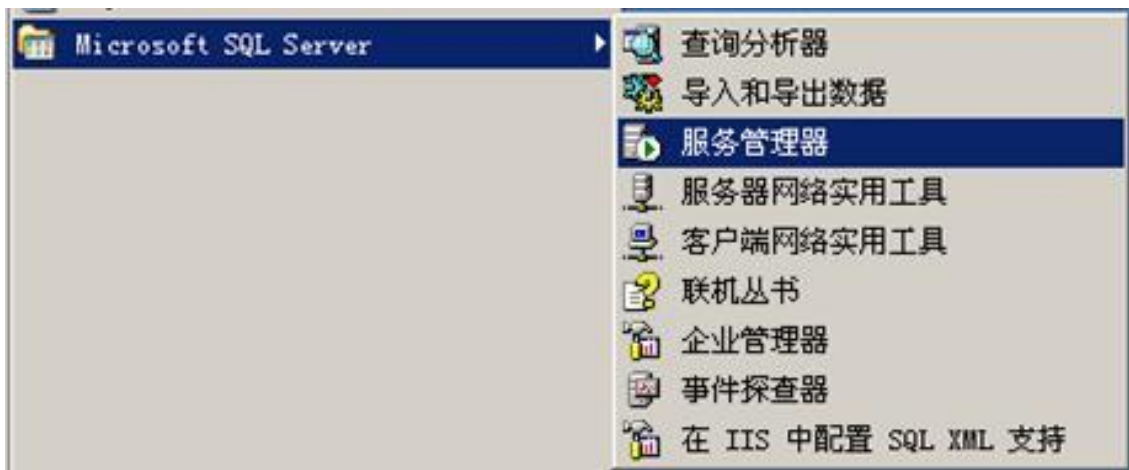 Microsoft SQL Server
查询分析器
导入和导出数据
服务管理器
服务器网络实用工具
客户端网络实用工具
联机丛书
企业管理器
事件探查器
在 IIS 中配置 SQL XML 支持